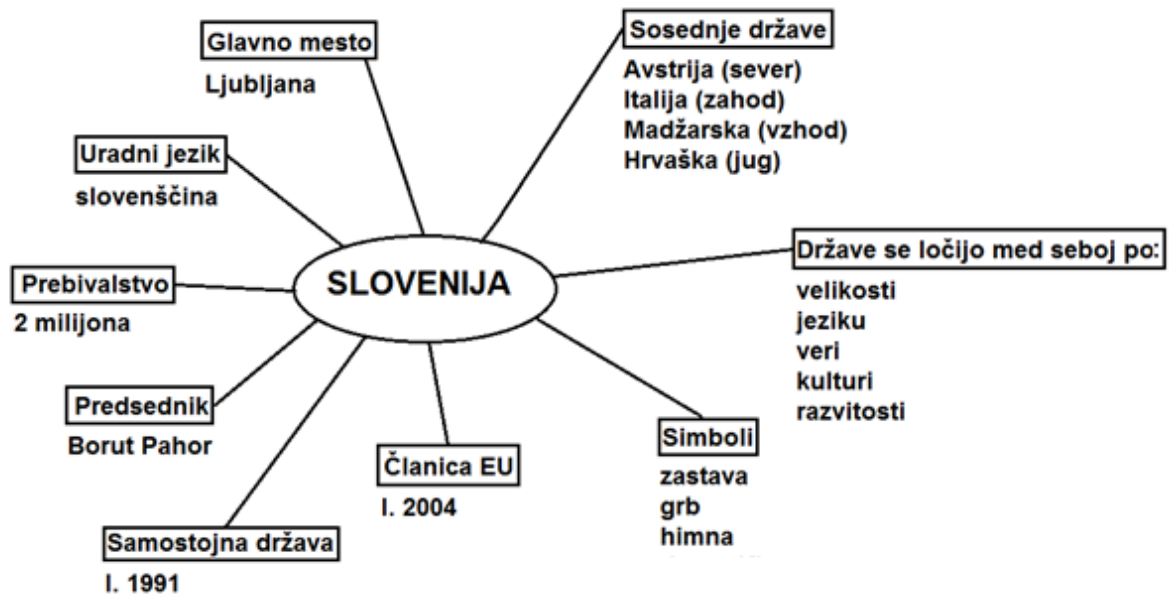 Glavno mesto
Ljubljana
Sosednje države
Avstrija (sever)
Italija (zahod)
Madžarska (vzhod)
Hrvaška (jug)
Uradni jezik
slovenščina
SLOVENIJA
Države se ločijo med seboj po:
velikosti
jeziku
veri
kulturi
razvitosti
Prebivalstvo
2 milijona
Predsednik
Borut Pahor
Samostojna država
l. 1991
Članica EU
l. 2004
Simboli
zastava
grb
himna